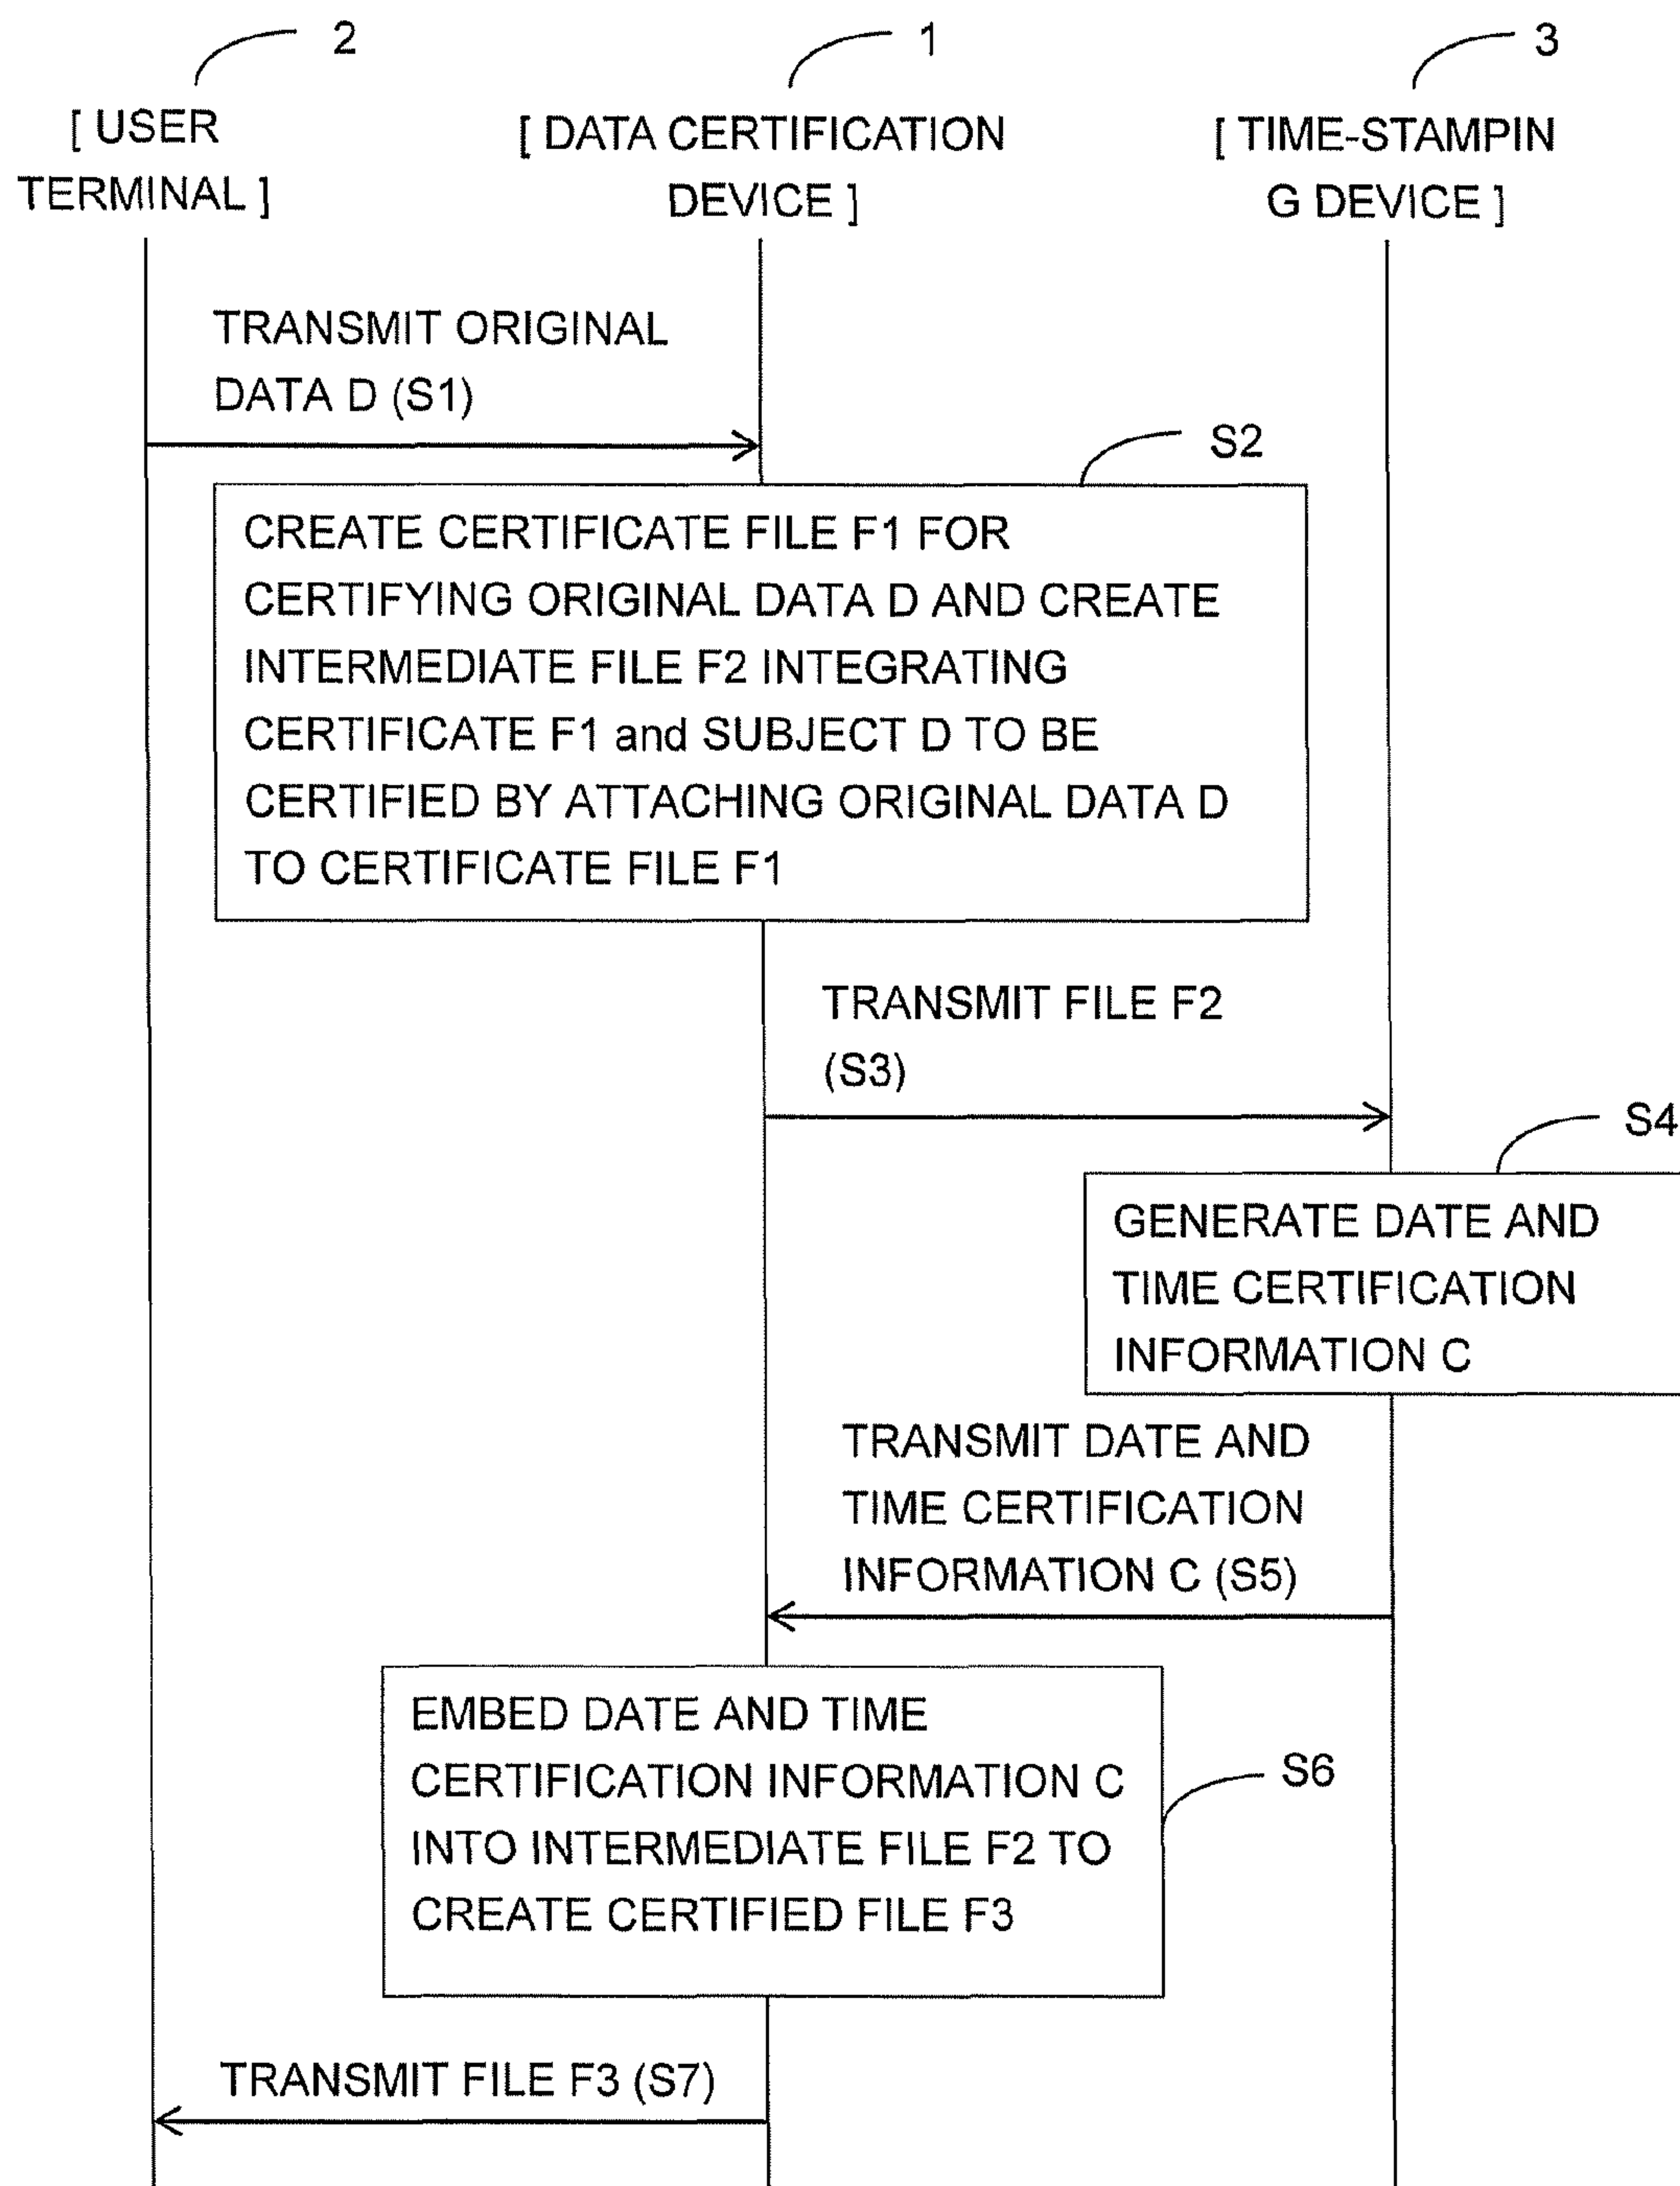 2
1
3
[ USER
TERMINAL ]
[ DATA CERTIFICATION
DEVICE ]
[ TIME-STAMPIN
G DEVICE ]
TRANSMIT ORIGINAL
DATA D (S1)
S2
CREATE CERTIFICATE FILE F1 FOR
CERTIFYING ORIGINAL DATA D AND CREATE
INTERMEDIATE FILE F2 INTEGRATING
CERTIFICATE F1 and SUBJECT D TO BE
CERTIFIED BY ATTACHING ORIGINAL DATA D
TO CERTIFICATE FILE F1
TRANSMIT FILE F2
(S3)
S4
GENERATE DATE AND
TIME CERTIFICATION
INFORMATION C
TRANSMIT DATE AND
TIME CERTIFICATION
INFORMATION C (S5)
EMBED DATE AND TIME
CERTIFICATION INFORMATION C
INTO INTERMEDIATE FILE F2 TO
CREATE CERTIFIED FILE F3
S6
TRANSMIT FILE F3 (S7)